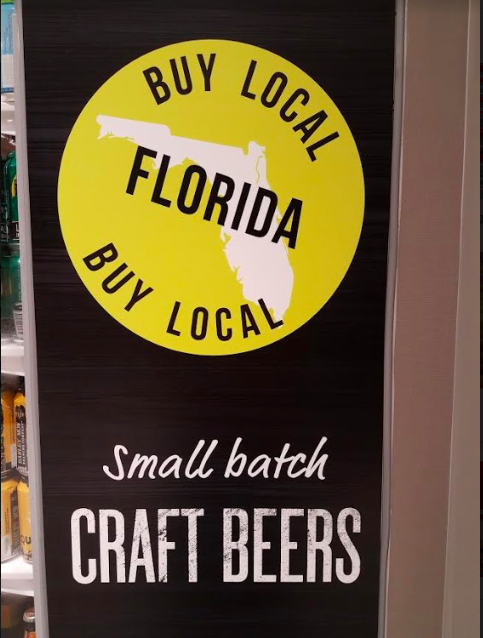 BUY LOCAL
FLORIDA
BUY LOCAL
Small batch
CRAFT BEERS